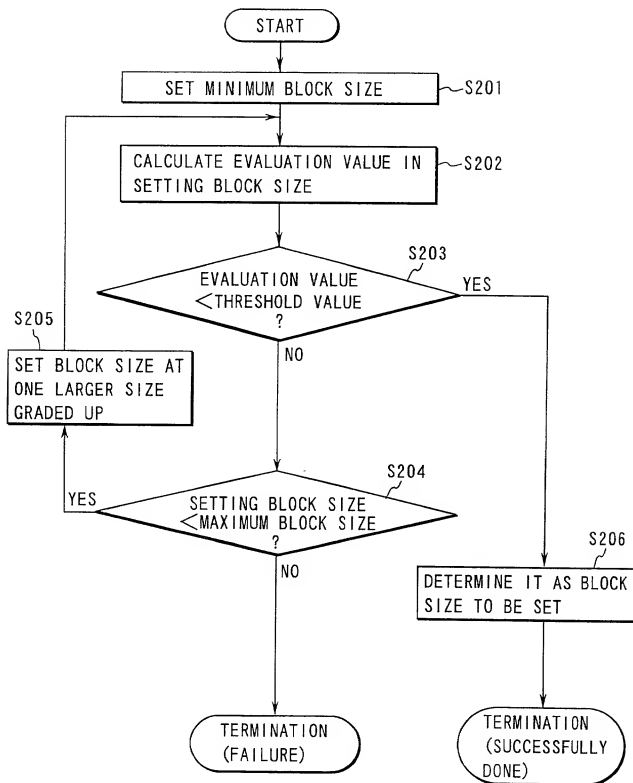 START
SET MINIMUM BLOCK SIZE
S201
CALCULATE EVALUATION VALUE IN
SETTING BLOCK SIZE
S202
S203
EVALUATION VALUE
<THRESHOLD VALUE
?
YES
NO
S205
SET BLOCK SIZE AT
ONE LARGER SIZE
GRADED UP
S204
YES
SETTING BLOCK SIZE
<MAXIMUM BLOCK SIZE
?
NO
S206
DETERMINE IT AS BLOCK
SIZE TO BE SET
TERMINATION
(FAILURE)
TERMINATION
(SUCCESSFULLY
DONE)